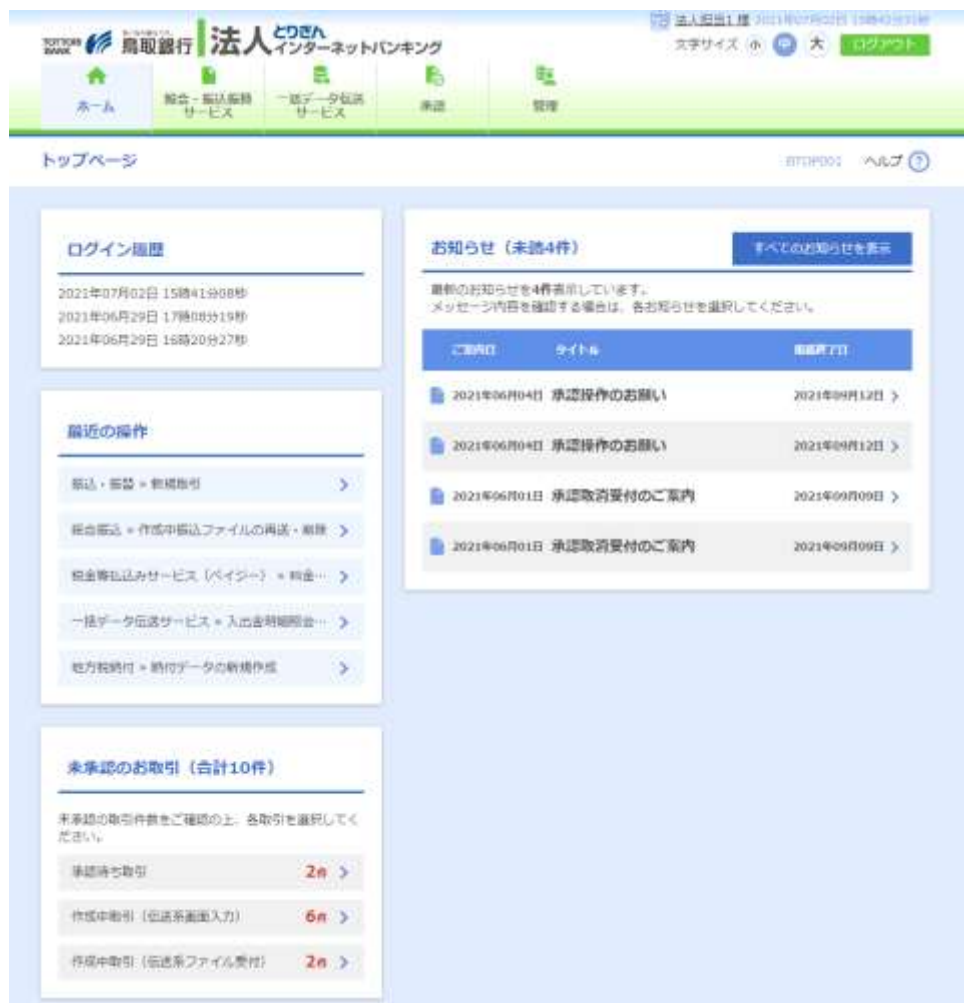 法人担当1 様
TOTTORI BANK 鳥取銀行 法人 とりぎん インターネットバンキング
文字サイズ 小 中 大 ログアウト
ホーム
照会・振込振替サービス
一括データ伝送サービス
承認
管理
トップページ
BTOP001 ヘルプ ?
ログイン履歴
2021年07月02日 15時41分08秒
2021年06月29日 17時08分19秒
2021年06月29日 16時20分27秒
最近の操作
振込・振替 » 新規取引
総合振込 » 作成中振込ファイルの再送・削除
税金等払込みサービス（ペイジー） » 料金…
一括データ伝送サービス » 入出金明細照会…
地方税納付 » 納付データの新規作成
未承認のお取引（合計10件）
未承認の取引件数をご確認の上、各取引を選択してく
ださい。
承認待ち取引 2件
作成中取引（伝送系画面入力） 6件
作成中取引（伝送系ファイル受付） 2件
お知らせ（未読4件）
すべてのお知らせを表示
最新のお知らせを4件表示しています。
メッセージ内容を確認する場合は、各お知らせを選択してください。
ご案内日 タイトル 掲載終了日
2021年06月04日 承認操作のお願い 2021年09月12日
2021年06月04日 承認操作のお願い 2021年09月12日
2021年06月01日 承認取消受付のご案内 2021年09月09日
2021年06月01日 承認取消受付のご案内 2021年09月09日